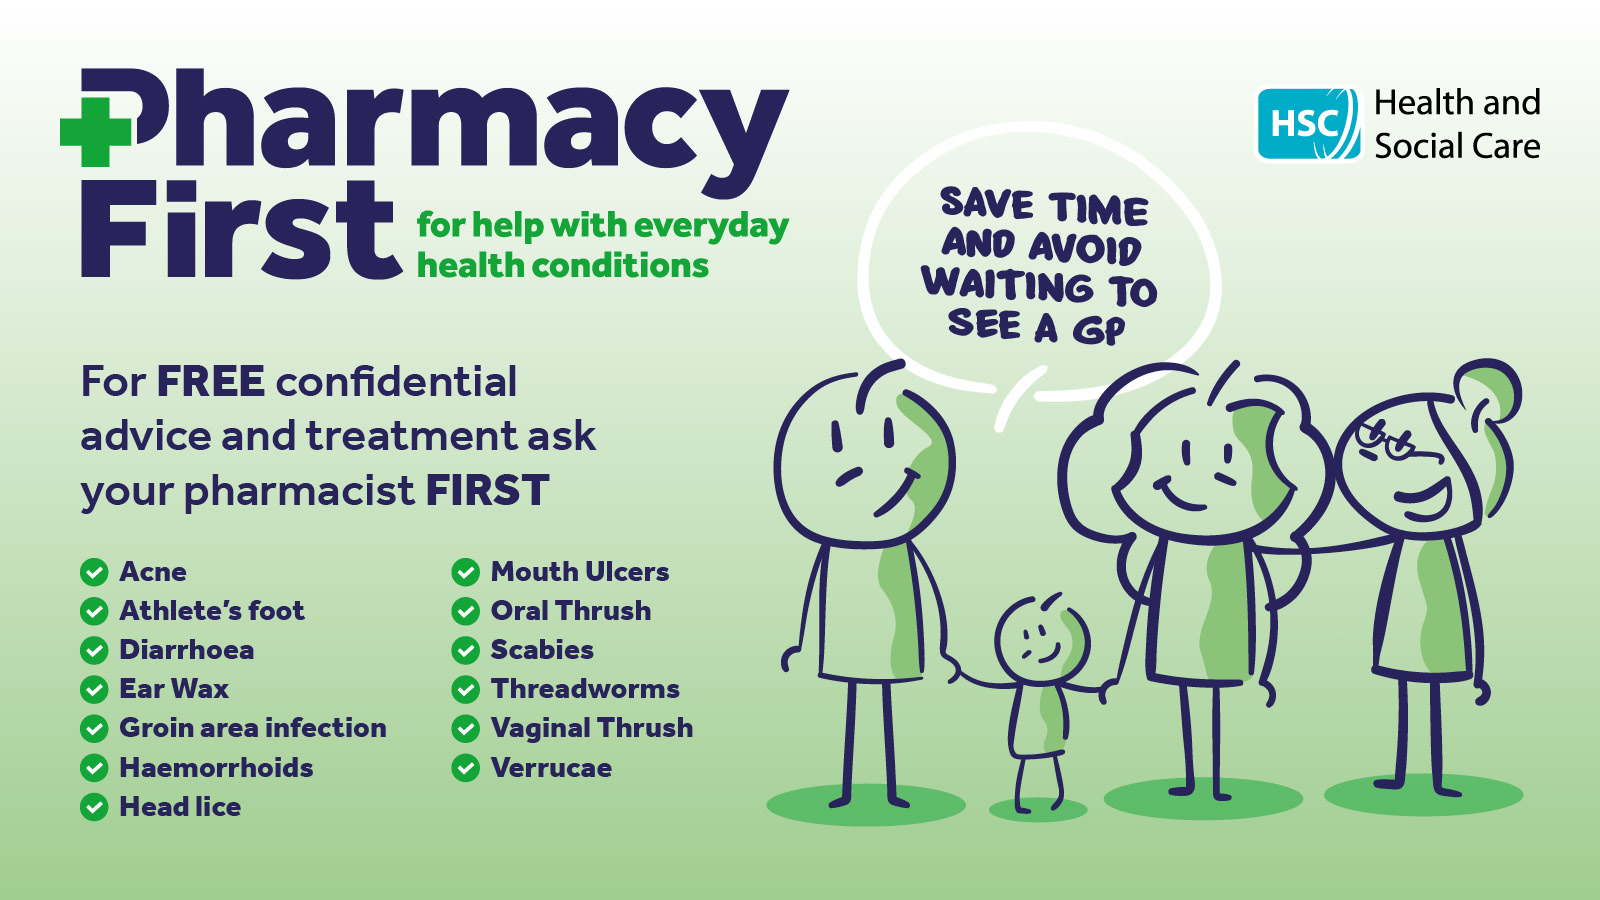 Pharmacy
First
for help with everyday
health conditions
HSC
Health and
Social Care
SAVE TIME
AND AVOID
WAITING TO
SEE A GP
For FREE confidential
advice and treatment ask
your pharmacist FIRST
Acne
Athlete's foot
Diarrhoea
Ear Wax
Groin area infection
Haemorrhoids
Head lice
Mouth Ulcers
Oral Thrush
Scabies
Threadworms
Vaginal Thrush
Verrucae